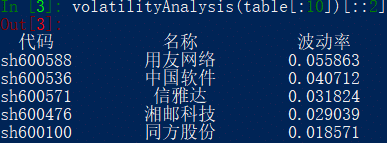 In [3]: volatilityAnalysis(table[:10])[::2]
Out[3]:
代码 名称 波动率
sh600588 用友网络 0.055863
sh600536 中国软件 0.040712
sh600571 信雅达 0.031824
sh600476 湘邮科技 0.029039
sh600100 同方股份 0.018571